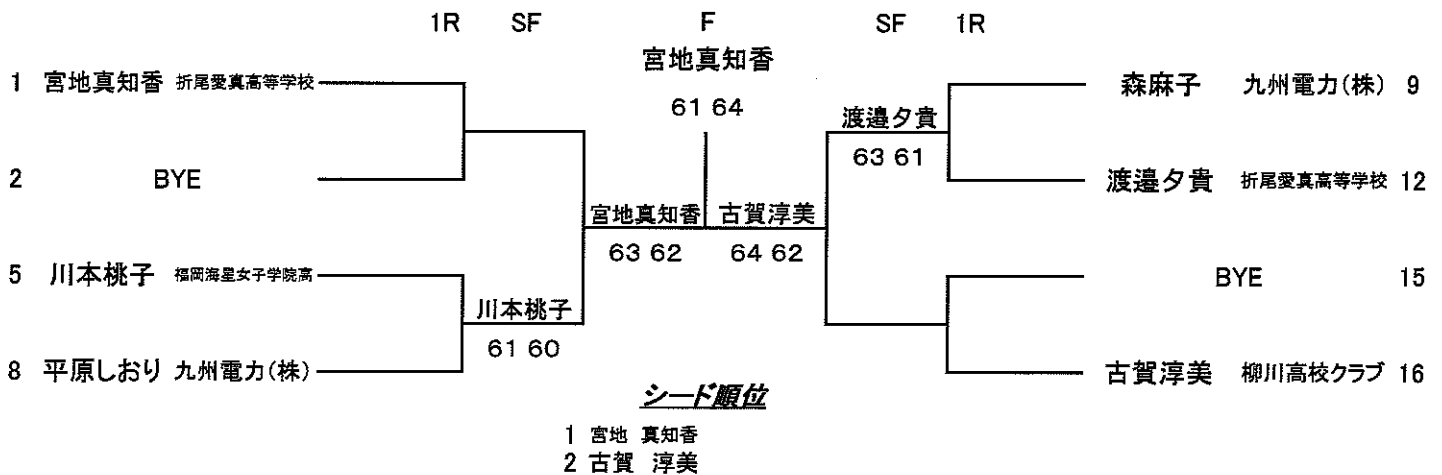 1R SF F SF 1R
宮地真知香
1 宮地真知香 折尾愛真高等学校
森麻子 九州電力(株) 9
61 64
渡邉夕貴
63 61
2 BYE
渡邉夕貴 折尾愛真高等学校 12
宮地真知香 古賀淳美
63 62 64 62
5 川本桃子 福岡海星女子学院高
BYE 15
川本桃子
61 60
8 平原しおり 九州電力(株)
古賀淳美 柳川高校クラブ 16
シード順位
1 宮地 真知香
2 古賀 淳美